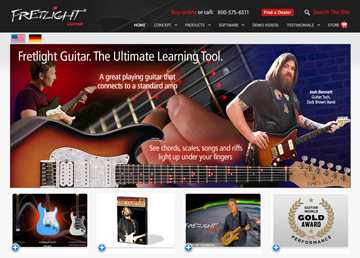 FRETLIGHT
GUITAR
Buy online or call: 800-575-6511
Find a Dealer
Search The Site
HOME CONCEPT PRODUCTS SOFTWARE DEMO VIDEOS TESTIMONIALS STORE
Fretlight Guitar. The Ultimate Learning Tool.
A great playing guitar that
connects to a standard amp
Josh Bennett
Guitar Tech,
Zack Brown Band
See chords, scales, songs and riffs
light up under your fingers
FRETLIGHT
FRETLIGHT
GUITAR WORLD
GOLD
AWARD
PERFORMANCE